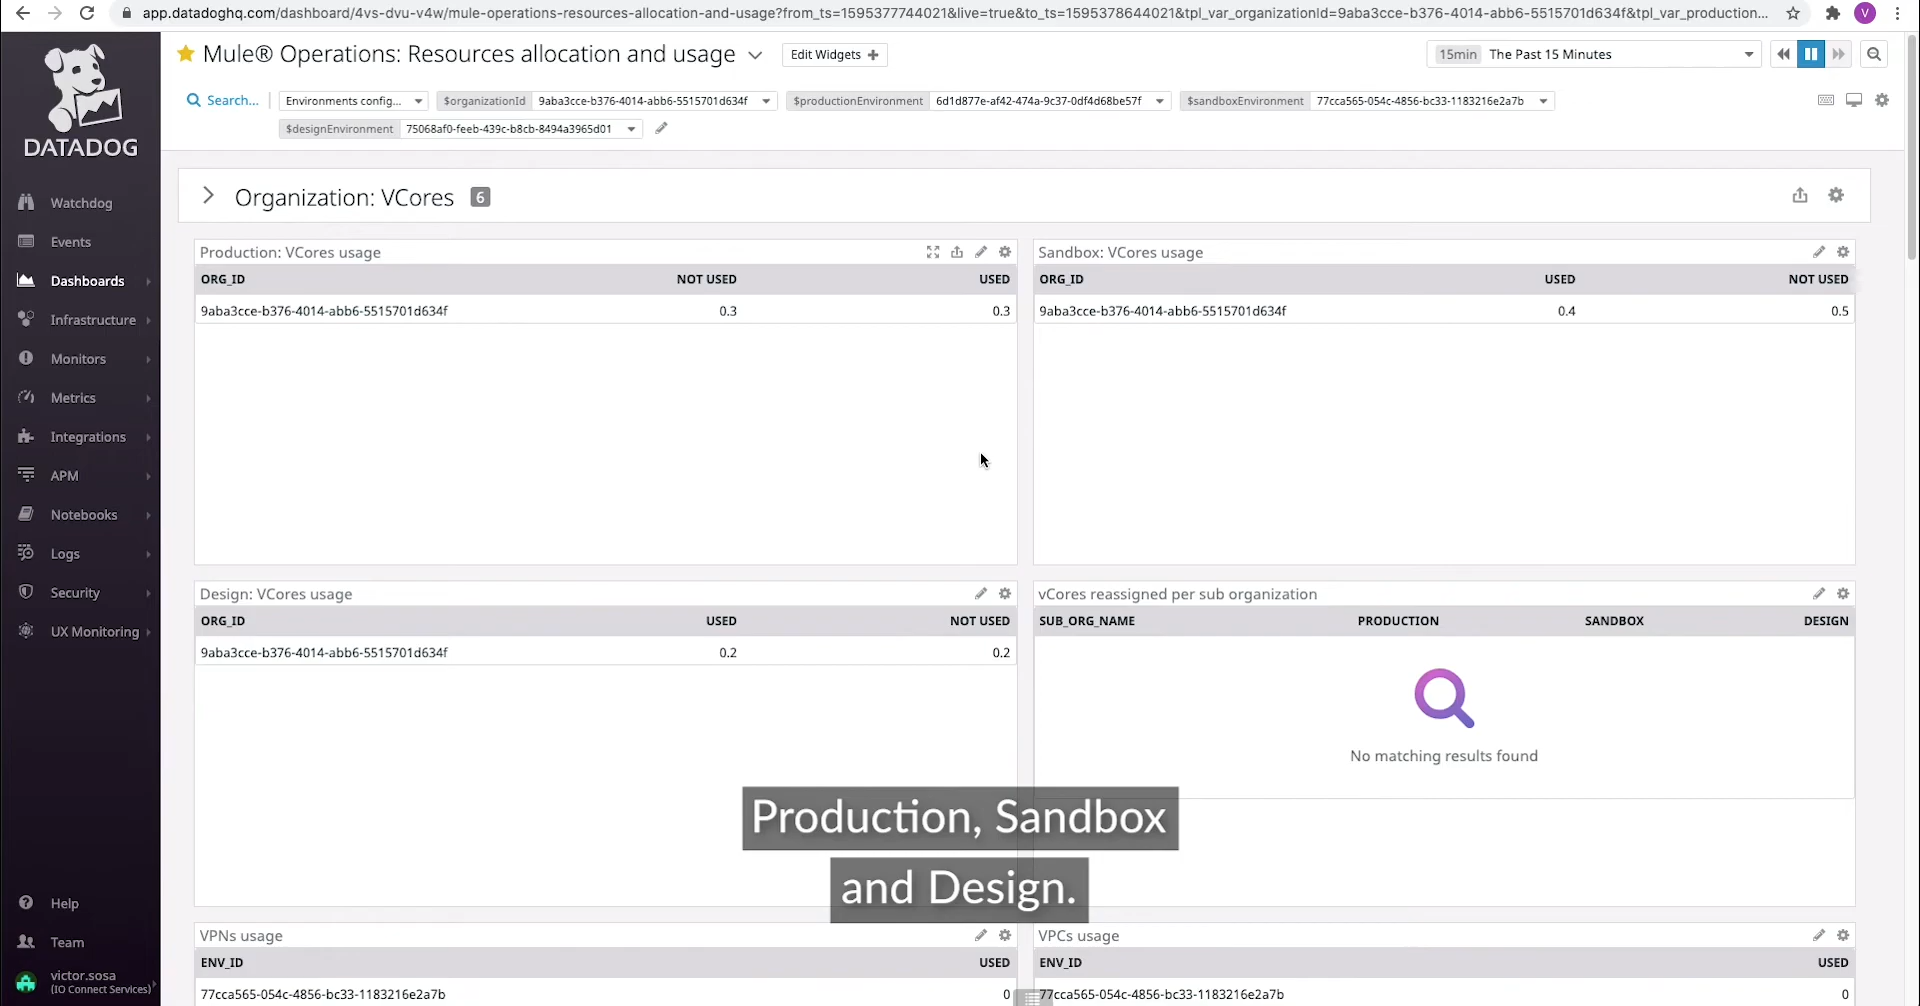 app.datadoghq.com/dashboard/4vs-dvu-v4w/mule-operations-resources-allocation-and-usage?from_ts=1595377744021&live=true&to_ts=1595378644021&tpl_var_organizationId=9aba3cce-b376-4014-abb6-5515701d634f&tpl_var_production...
V
DATADOG
Watchdog
Events
Dashboards
Infrastructure
Monitors
Metrics
Integrations
APM
Notebooks
Logs
Security
UX Monitoring
Help
Team
victor.sosa
(IO Connect Services)
Mule® Operations: Resources allocation and usage
Edit Widgets +
15min The Past 15 Minutes
Search...
Environments config...
$organizationId 9aba3cce-b376-4014-abb6-5515701d634f
$productionEnvironment 6d1d877e-af42-474a-9c37-0df4d68be57f
$sandboxEnvironment 77cca565-054c-4856-bc33-1183216e2a7b
$designEnvironment 75068af0-feeb-439c-b8cb-8494a3965d01
Organization: VCores 6
Production: VCores usage
ORG_ID NOT USED USED
9aba3cce-b376-4014-abb6-5515701d634f 0.3 0.3
Sandbox: VCores usage
ORG_ID USED NOT USED
9aba3cce-b376-4014-abb6-5515701d634f 0.4 0.5
Design: VCores usage
ORG_ID USED NOT USED
9aba3cce-b376-4014-abb6-5515701d634f 0.2 0.2
vCores reassigned per sub organization
SUB_ORG_NAME PRODUCTION SANDBOX DESIGN
No matching results found
Production, Sandbox
and Design.
VPNs usage
ENV_ID USED
77cca565-054c-4856-bc33-1183216e2a7b 0
VPCs usage
ENV_ID USED
77cca565-054c-4856-bc33-1183216e2a7b 0